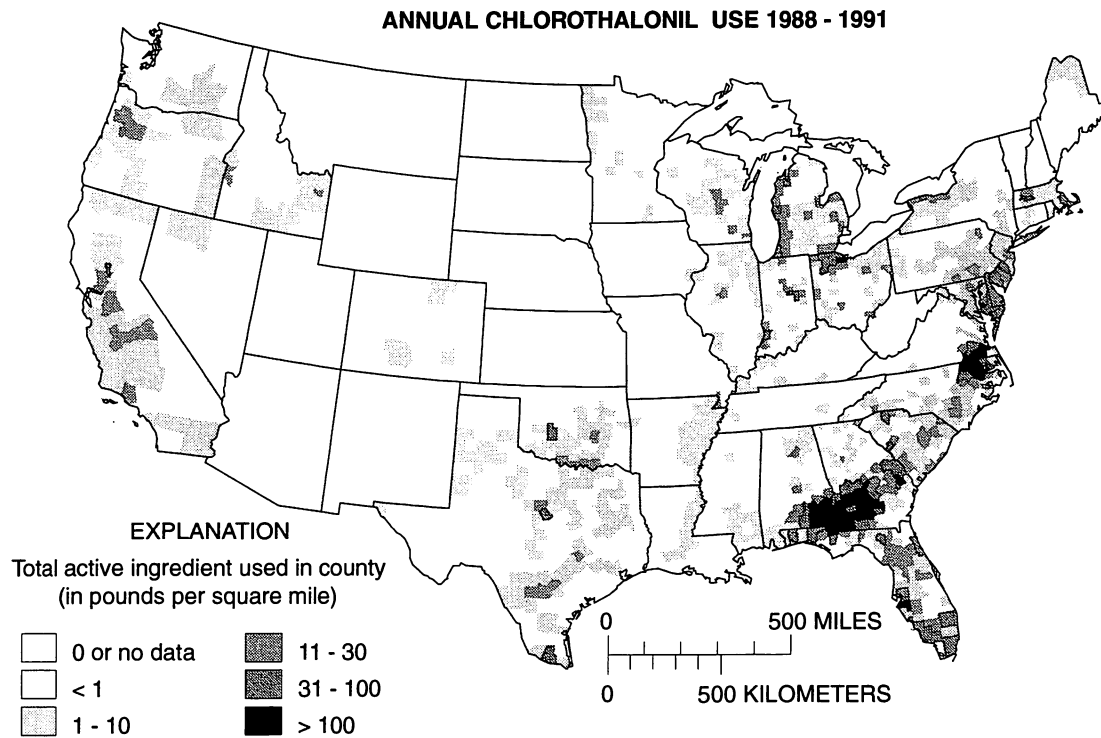 ANNUAL CHLOROTHALONIL USE 1988 - 1991
EXPLANATION
Total active ingredient used in county
(in pounds per square mile)
0 or no data
< 1
1 - 10
11 - 30
31 - 100
> 100
0 500 MILES
0 500 KILOMETERS